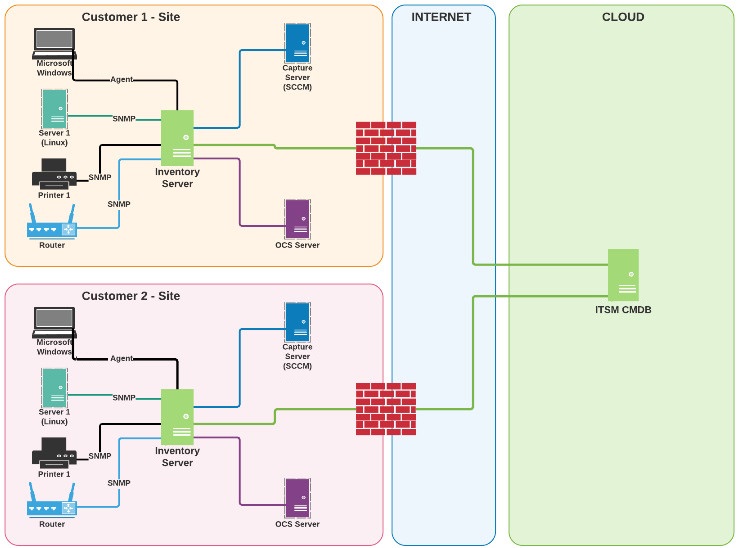 Customer 1 - Site
INTERNET
CLOUD
Microsoft
Windows
Agent
Capture
Server
(SCCM)
SNMP
Server 1
(Linux)
Inventory
Server
SNMP
Printer 1
SNMP
Router
OCS Server
ITSM CMDB
Customer 2 - Site
Microsoft
Windows
Agent
Capture
Server
(SCCM)
SNMP
Server 1
(Linux)
Inventory
Server
SNMP
Printer 1
SNMP
Router
OCS Server